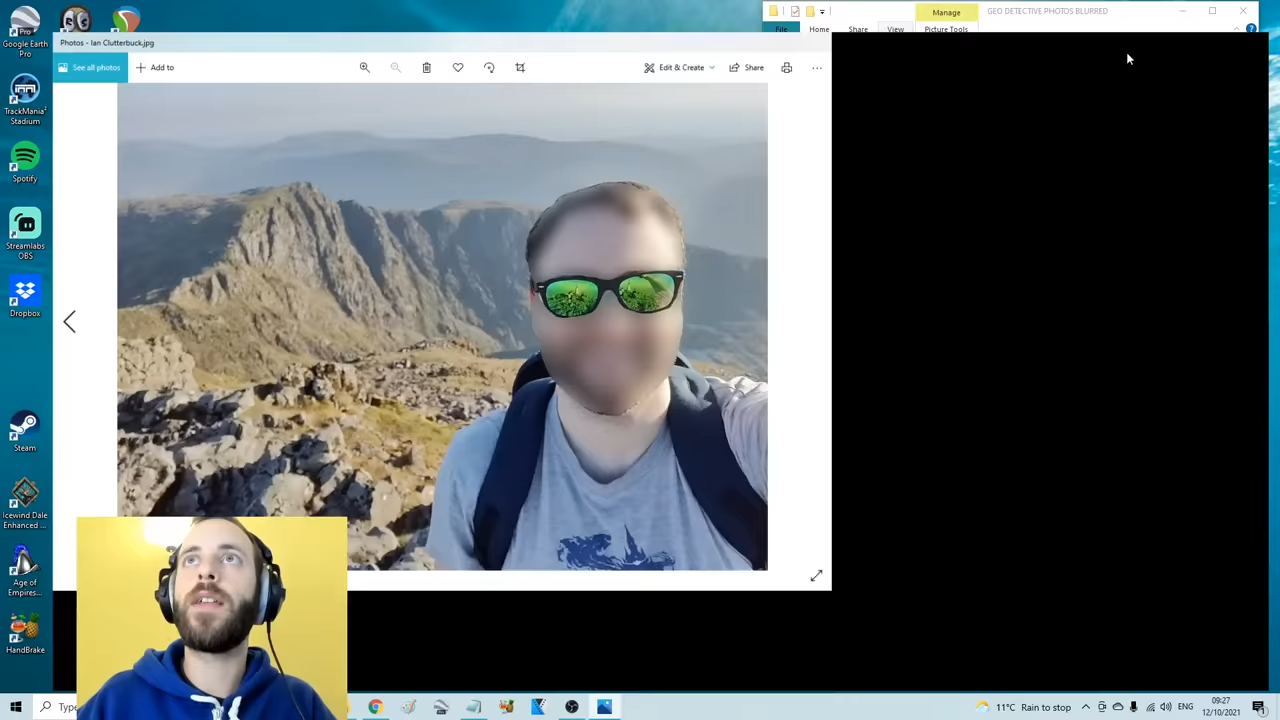 Google Earth
Pro
TrackMania²
Stadium
Spotify
Streamlabs
OBS
Dropbox
Steam
Icewind Dale
Enhanced ...
Age of
Empires...
HandBrake
Manage
GEO DETECTIVE PHOTOS BLURRED
File
Home
Share
View
Picture Tools
Photos - Ian Clutterbuck.jpg
See all photos
Add to
Edit & Create
Share
Type
11°C Rain to stop
ENG
09:27
12/10/2021